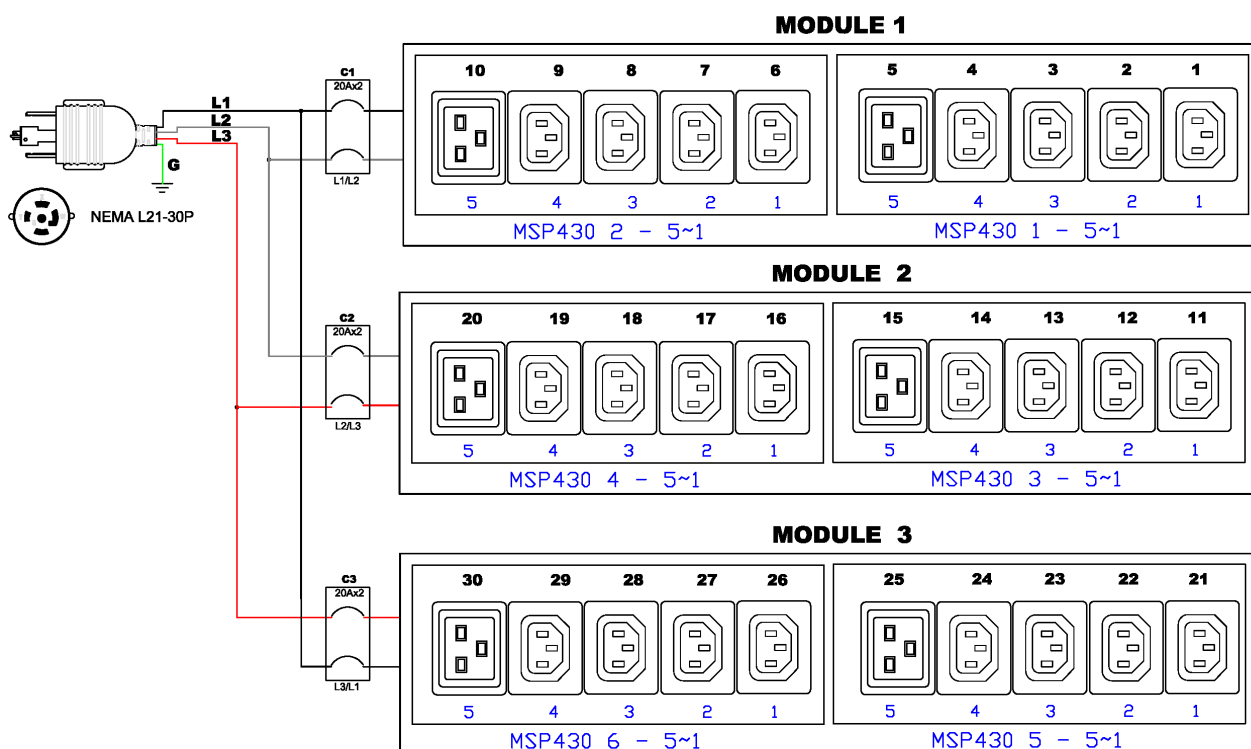 MODULE 1
C1
20Ax2
L1/L2
10 9 8 7 6
5 4 3 2 1
MSP430 2 - 5~1
5 4 3 2 1
5 4 3 2 1
MSP430 1 - 5~1
L1
L2
L3
G
NEMA L21-30P
MODULE 2
C2
20Ax2
L2/L3
20 19 18 17 16
5 4 3 2 1
MSP430 4 - 5~1
15 14 13 12 11
5 4 3 2 1
MSP430 3 - 5~1
MODULE 3
C3
20Ax2
L3/L1
30 29 28 27 26
5 4 3 2 1
MSP430 6 - 5~1
25 24 23 22 21
5 4 3 2 1
MSP430 5 - 5~1